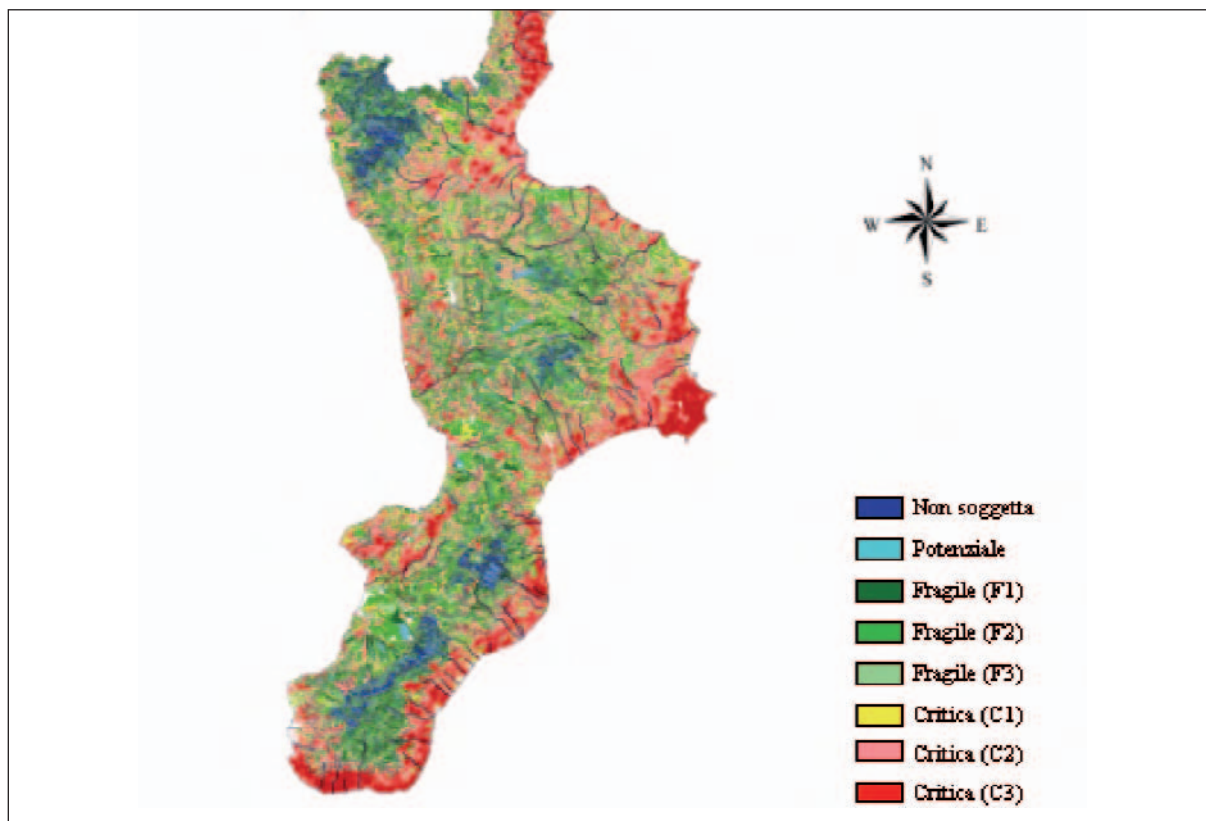 N
W E
S
Non soggetta
Potenziale
Fragile (F1)
Fragile (F2)
Fragile (F3)
Critica (C1)
Critica (C2)
Critica (C3)